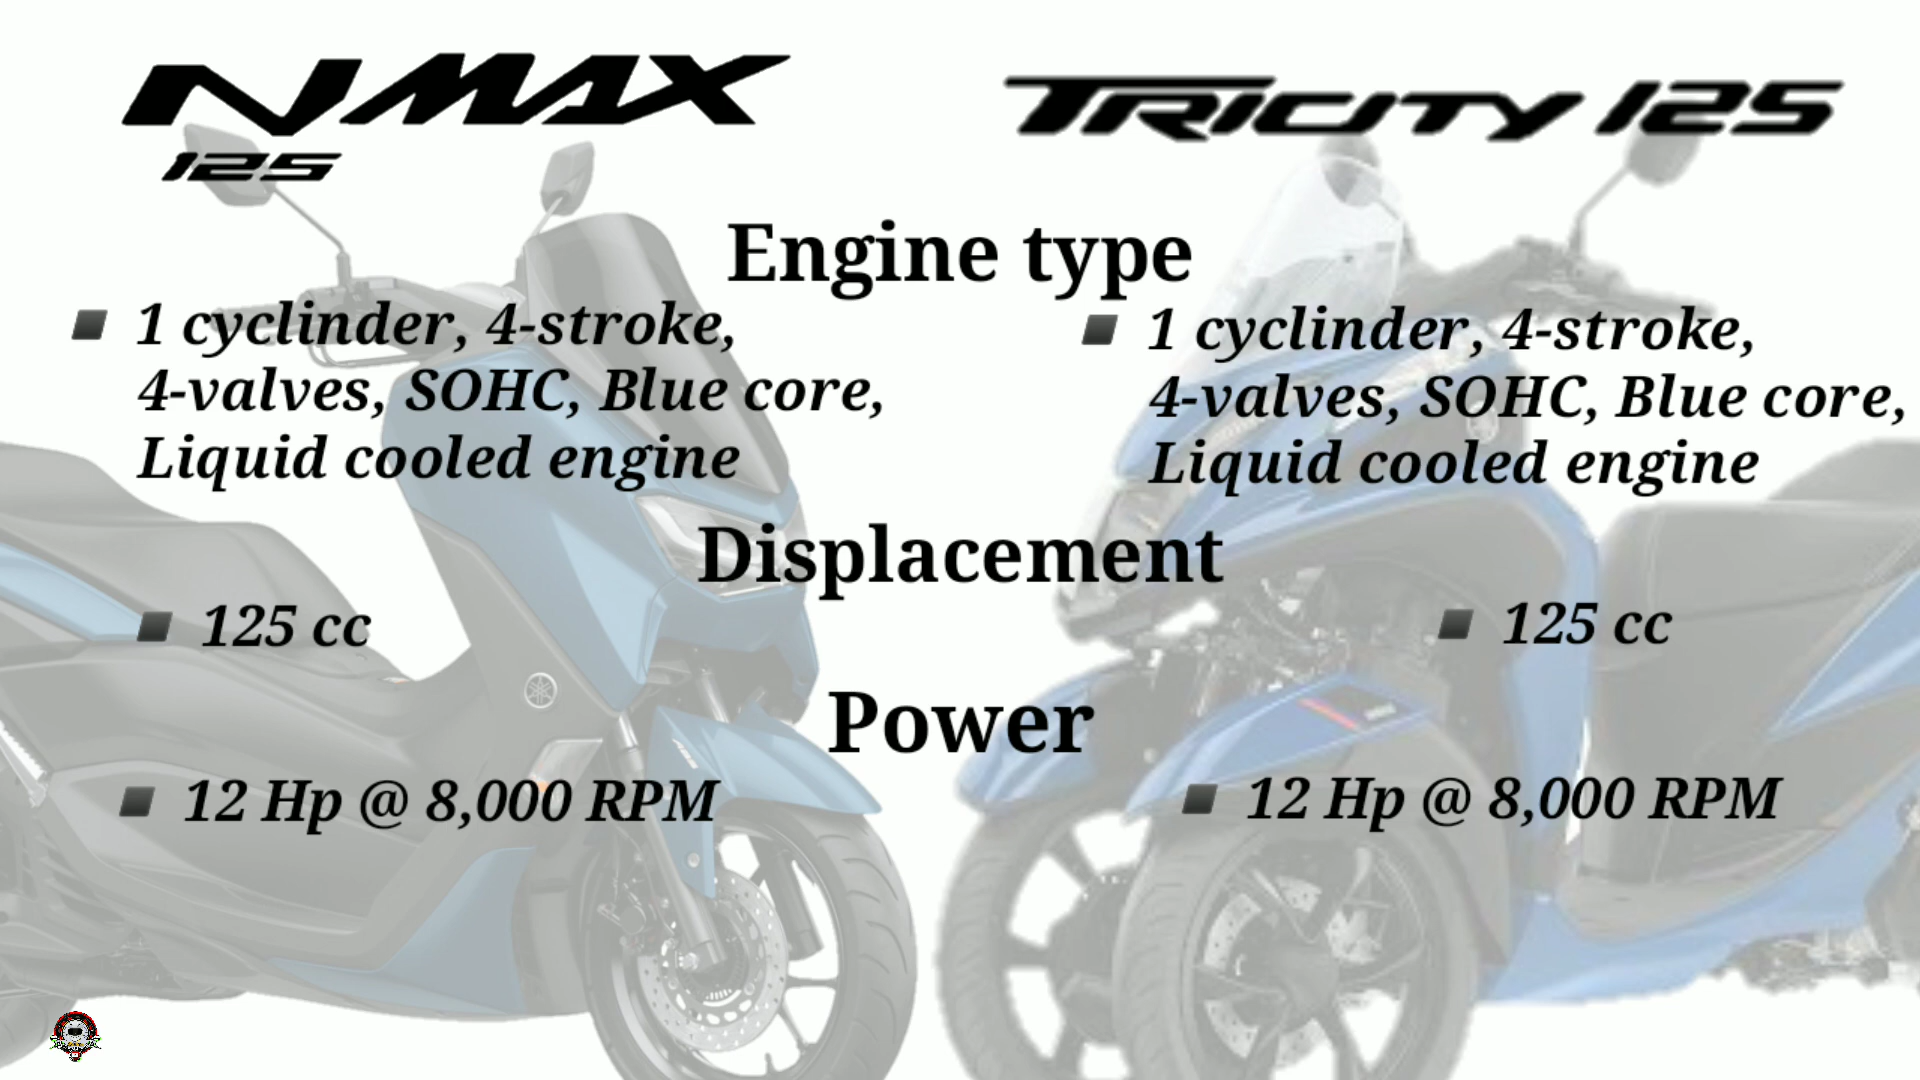 NMAX
125
TRICITY 125
Engine type
1 cyclinder, 4-stroke,
4-valves, SOHC, Blue core,
Liquid cooled engine
1 cyclinder, 4-stroke,
4-valves, SOHC, Blue core,
Liquid cooled engine
Displacement
125 cc
125 cc
Power
12 Hp @ 8,000 RPM
12 Hp @ 8,000 RPM